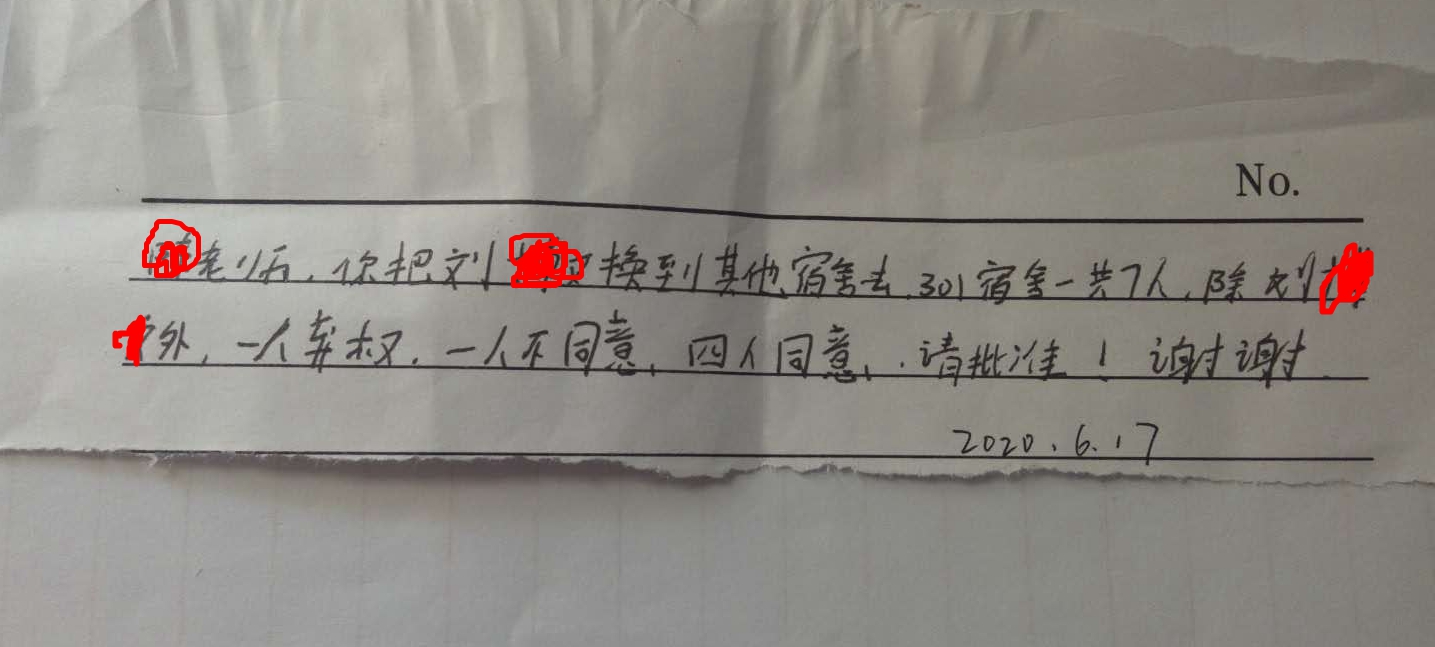 No.
老师，你把刘换到其他宿舍去，301宿舍一共7人，除刘
外，一人弃权，一人不同意，四人同意，请批准！谢谢
2020.6.17